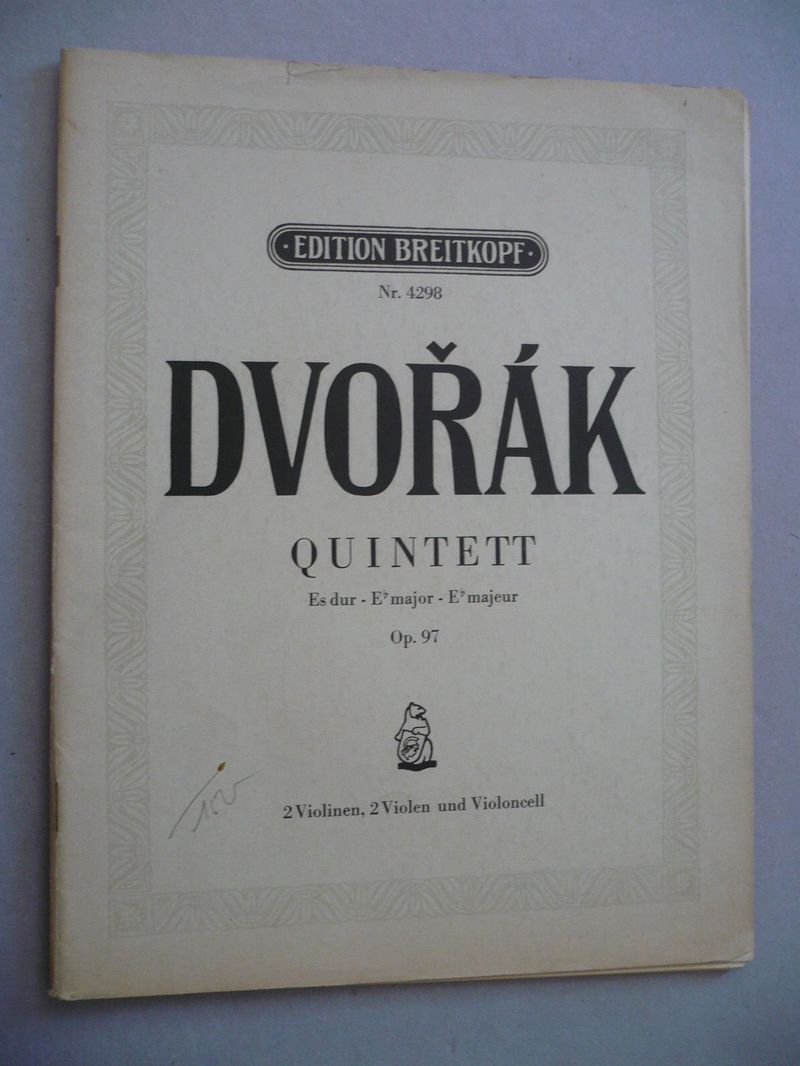 · EDITION BREITKOPF ·
Nr. 4298
DVOŘÁK
QUINTETT
Es dur - E♭ major - E♭ majeur
Op. 97
2 Violinen, 2 Violen und Violoncell